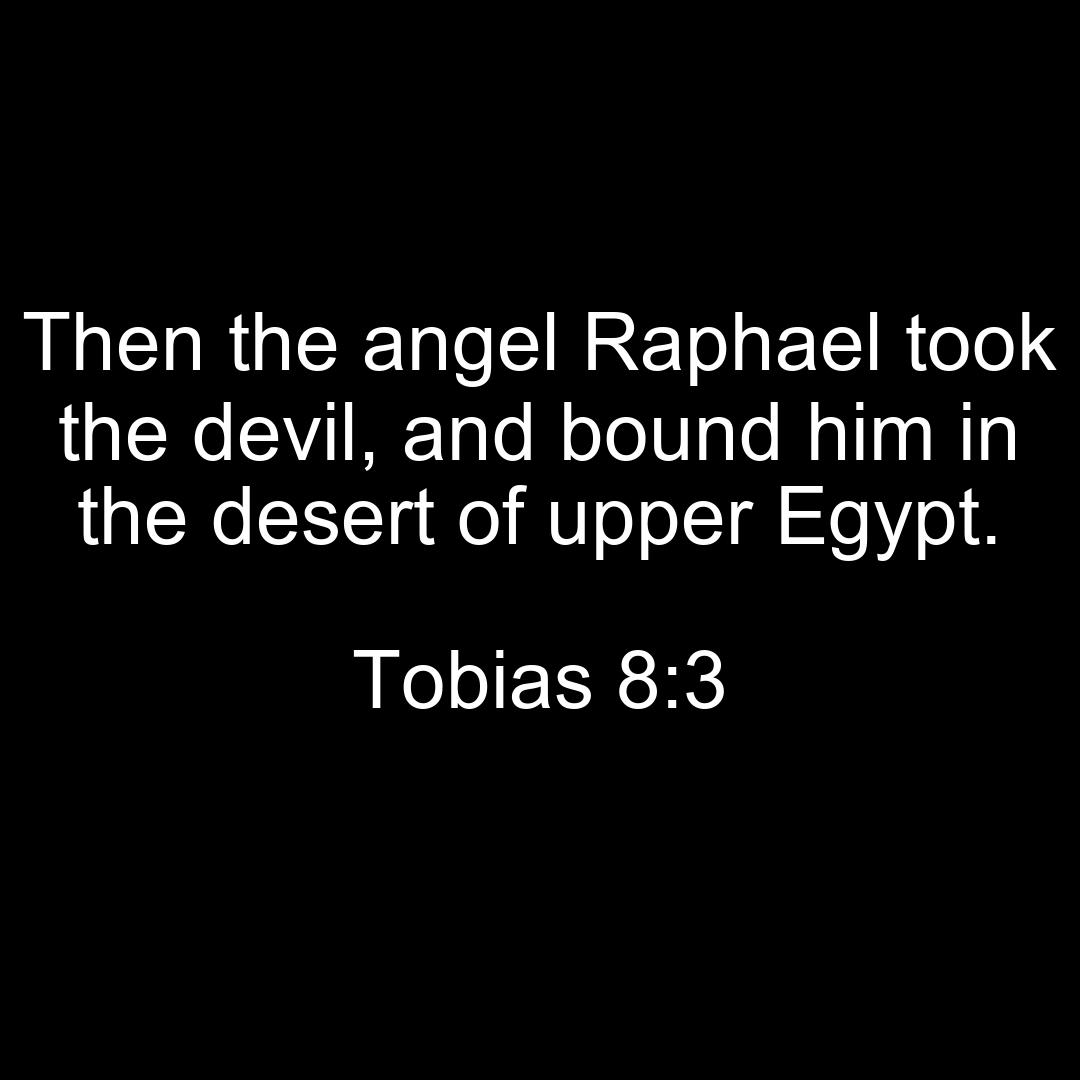 Then the angel Raphael took
the devil, and bound him in
the desert of upper Egypt.
Tobias 8:3